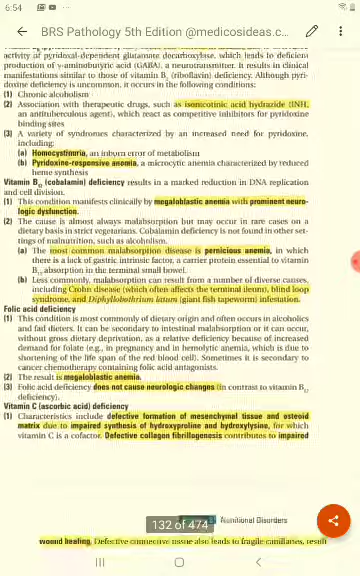 6:54
BRS Pathology 5th Edition @medicosideas.c...
activity of pyridoxal-dependent glutamate decarboxylase, which leads to deficient
production of γ-aminobutyric acid (GABA), a neurotransmitter. It results in clinical
manifestations similar to those of vitamin B2 (riboflavin) deficiency. Although pyri-
doxine deficiency is uncommon, it occurs in the following conditions:
(1) Chronic alcoholism
(2) Association with therapeutic drugs, such as isonicotinic acid hydrazide (INH,
an antituberculous agent), which react as competitive inhibitors for pyridoxine
binding sites
(3) A variety of syndromes characterized by an increased need for pyridoxine,
including:
(a) Homocystinuria, an inborn error of metabolism
(b) Pyridoxine-responsive anemia, a microcytic anemia characterized by reduced
heme synthesis
Vitamin B12 (cobalamin) deficiency results in a marked reduction in DNA replication
and cell division.
(1) This condition manifests clinically by megaloblastic anemia with prominent neuro-
logic dysfunction.
(2) The cause is almost always malabsorption but may occur in rare cases on a
dietary basis in strict vegetarians. Cobalamin deficiency is not found in other set-
tings of malnutrition, such as alcoholism.
(a) The most common malabsorption disease is pernicious anemia, in which
there is a lack of gastric intrinsic factor, a carrier protein essential to vitamin
B12 absorption in the terminal small bowel.
(b) Less commonly, malabsorption can result from a number of diverse causes,
including Crohn disease (which often affects the terminal ileum), blind loop
syndrome, and Diphyllobothrium latum (giant fish tapeworm) infestation.
Folic acid deficiency
(1) This condition is most commonly of dietary origin and often occurs in alcoholics
and fad dieters. It can be secondary to intestinal malabsorption or it can occur,
without gross dietary deprivation, as a relative deficiency because of increased
demand for folate (e.g., in pregnancy and in hemolytic anemia, which is due to
shortening of the life span of the red blood cell). Sometimes it is secondary to
cancer chemotherapy containing folic acid antagonists.
(2) The result is megaloblastic anemia.
(3) Folic acid deficiency does not cause neurologic changes (in contrast to vitamin B12
deficiency).
Vitamin C (ascorbic acid) deficiency
(1) Characteristics include defective formation of mesenchymal tissue and osteoid
matrix due to impaired synthesis of hydroxyproline and hydroxylysine, for which
vitamin C is a cofactor. Defective collagen fibrillogenesis contributes to impaired
132 of 474
Nutritional Disorders
wound healing. Defective connective tissue also leads to fragile capillaries, result